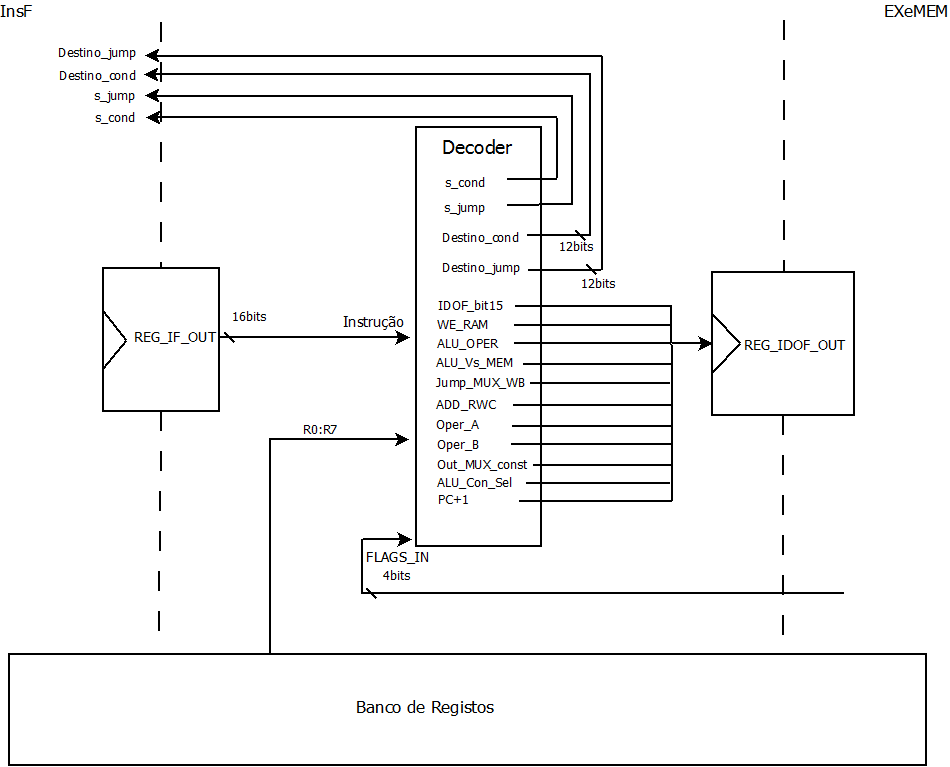 InsF
EXeMEM
Destino_jump
Destino_cond
s_jump
s_cond
Decoder
s_cond
s_jump
Destino_cond
12bits
Destino_jump
12bits
REG_IF_OUT
16bits
Instrução
IDOF_bit15
WE_RAM
ALU_OPER
ALU_Vs_MEM
Jump_MUX_WB
ADD_RWC
Oper_A
Oper_B
Out_MUX_const
ALU_Con_Sel
PC+1
REG_IDOF_OUT
R0:R7
FLAGS_IN
4bits
Banco de Registos